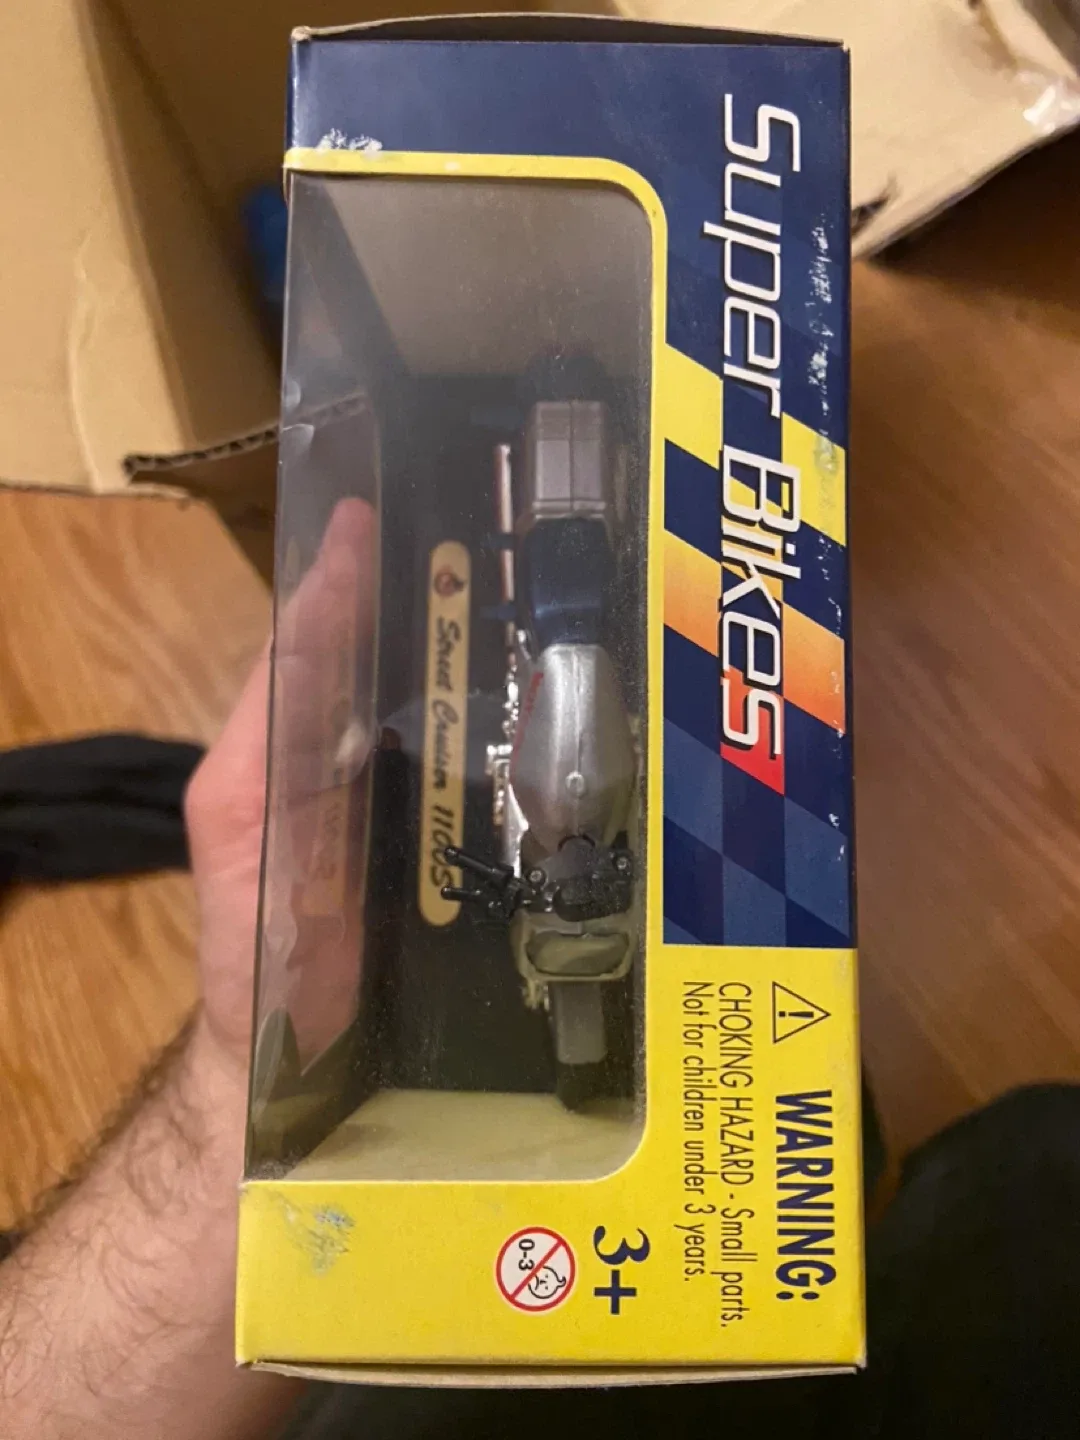 Super Bikes
WARNING:
CHOKING HAZARD - Small parts.
Not for children under 3 years.
3+
0-3
Street Cruiser 1100S